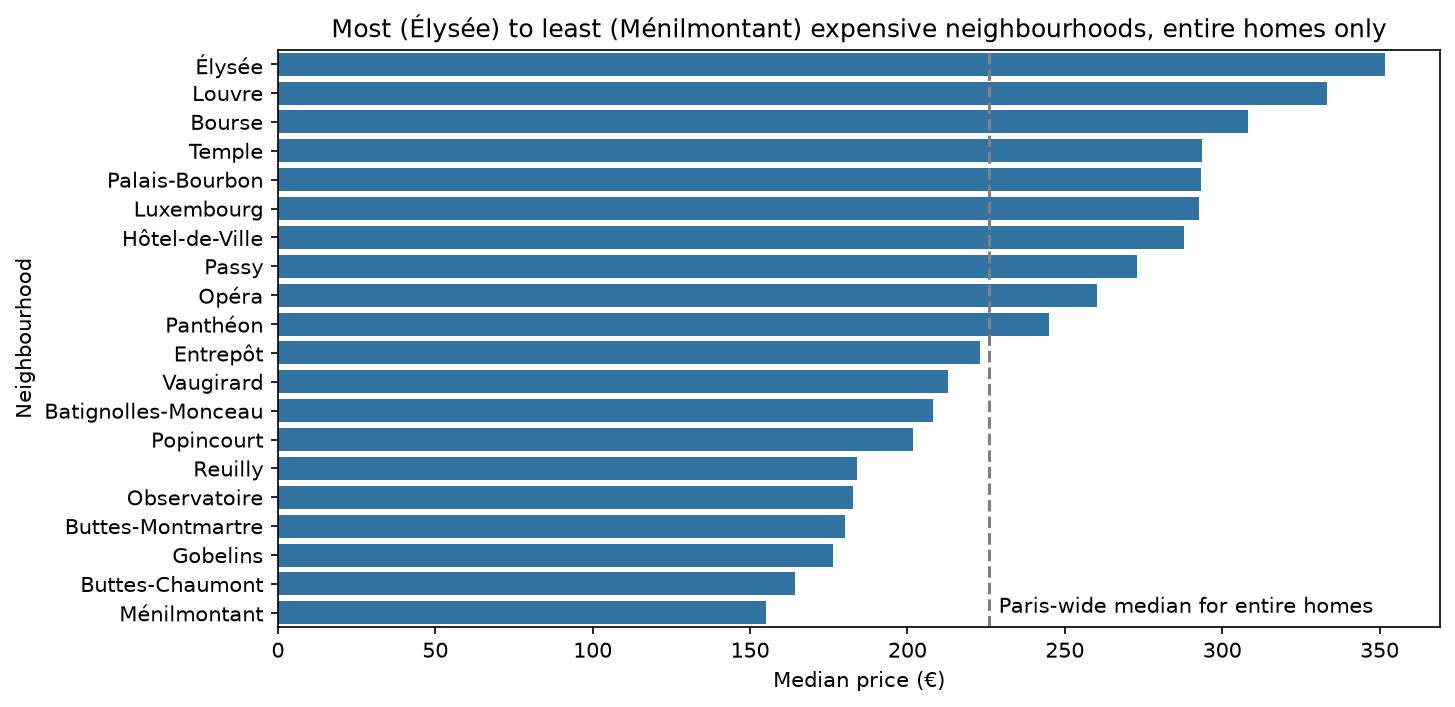 Most (Élysée) to least (Ménilmontant) expensive neighbourhoods, entire homes only
Neighbourhood
Élysée
Louvre
Bourse
Temple
Palais-Bourbon
Luxembourg
Hôtel-de-Ville
Passy
Opéra
Panthéon
Entrepôt
Vaugirard
Batignolles-Monceau
Popincourt
Reuilly
Observatoire
Buttes-Montmartre
Gobelins
Buttes-Chaumont
Ménilmontant
Paris-wide median for entire homes
0 50 100 150 200 250 300 350
Median price (€)